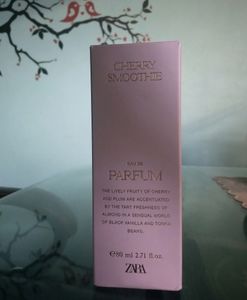 CHERRY
SMOOTHIE
EAU DE
PARFUM
THE LIVELY FRUITY OF CHERRY
AND PLUM ARE ACCENTUATED
BY THE TART FRESHNESS OF
ALMOND IN A SENSUAL WORLD
OF BLACK VANILLA AND TONKA
BEANS.
80 ml 2.71 fl. oz.
ZARA